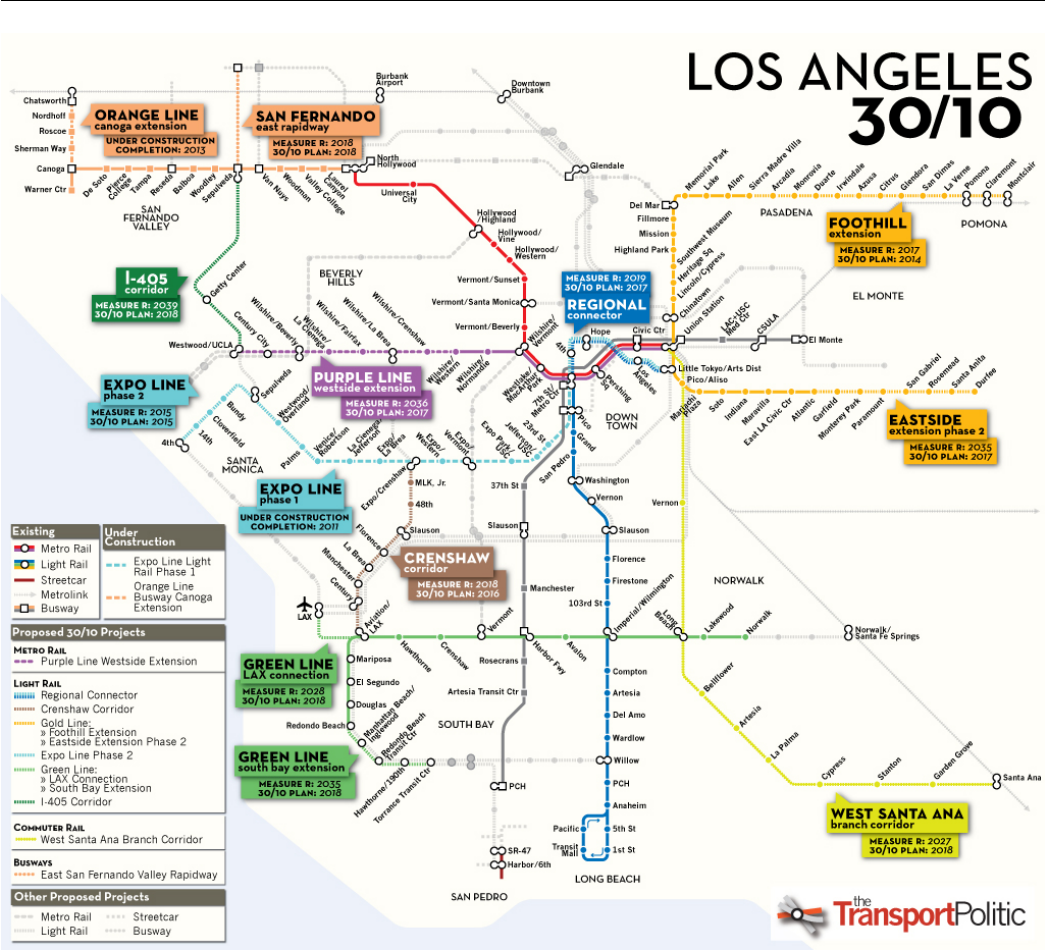 LOS ANGELES
30/10
Burbank
Airport
Downtown
Burbank
Chatsworth
Nordhoff
Roscoe
Sherman Way
Canoga
Warner Ctr
ORANGE LINE
canoga extension
UNDER CONSTRUCTION
COMPLETION: 2013
SAN FERNANDO
east rapidway
MEASURE R: 2018
30/10 PLAN: 2018
De Soto
Pierce
College
Tampa
Reseda
Balboa
Woodley
Sepulveda
Van Nuys
Woodman
Valley College
Laurel
Canyon
North
Hollywood
Universal
City
Glendale
SAN
FERNANDO
VALLEY
Hollywood
/Highland
Hollywood/
Vine
Hollywood/
Western
Vermont/Sunset
Vermont/Santa Monica
Vermont/Beverly
Wilshire/
Vermont
Memorial Park
Lake
Allen
Sierra Madre Villa
Arcadia
Monrovia
Duarte
Irwindale
Azusa
Citrus
Glendora
San Dimas
La Verne
Pomona
Claremont
Montclair
PASADENA
POMONA
FOOTHILL
extension
MEASURE R: 2017
30/10 PLAN: 2014
Del Mar
Fillmore
Mission
Highland Park
Southwest Museum
Heritage Sq
Lincoln/Cypress
Chinatown
Union Station
LAC+USC
Med Ctr
CSULA
El Monte
EL MONTE
I-405
corridor
MEASURE R: 2039
30/10 PLAN: 2018
Getty Center
BEVERLY
HILLS
Westwood/UCLA
Century City
Wilshire/Beverly
Wilshire/
La Cienega
Wilshire/Fairfax
Wilshire/La Brea
Wilshire/Crenshaw
Wilshire/
Western
Wilshire/
Normandie
Westlake/
MacArthur
Park
7th St/
Metro Ctr
Pershing
Sq
MEASURE R: 2019
30/10 PLAN: 2017
REGIONAL
connector
4th
Hope
Civic Ctr
Los
Angeles
Little Tokyo/Arts Dist
Pico/Aliso
Mariachi
Plaza
Soto
Indiana
Maravilla
East LA Civic Ctr
Atlantic
Garfield
Monterey Park
Paramount
San Gabriel
Rosemead
Santa Anita
Durfee
EASTSIDE
extension phase 2
MEASURE R: 2035
30/10 PLAN: 2017
PURPLE LINE
westside extension
MEASURE R: 2036
30/10 PLAN: 2017
EXPO LINE
phase 2
MEASURE R: 2015
30/10 PLAN: 2015
4th
14th
Cloverfield
Bundy
Sepulveda
Westwood/
Overland
Palms
Venice/
Robertson
La Cienega/
Jefferson
Expo/
La Brea
Expo/
Western
Expo/
Vermont
Expo Park/
USC
Jefferson/
USC
23rd St
Pico
Grand
San Pedro
DOWN
TOWN
SANTA
MONICA
EXPO LINE
phase 1
UNDER CONSTRUCTION
COMPLETION: 2011
Expo/Crenshaw
MLK, Jr.
48th
Slauson
Florence
La Brea
Manchester
Century
LAX
Aviation/
LAX
CRENSHAW
corridor
MEASURE R: 2018
30/10 PLAN: 2016
37th St
Slauson
Manchester
Washington
Vernon
Slauson
Florence
Firestone
103rd St
Imperial/Wilmington
Vernon
NORWALK
Long
Beach
Lakewood
Norwalk
Norwalk/
Santa Fe Springs
Hawthorne
Crenshaw
Vermont
Harbor Fwy
Avalon
GREEN LINE
LAX connection
MEASURE R: 2028
30/10 PLAN: 2018
Mariposa
El Segundo
Douglas
Redondo Beach
Manhattan Beach/
Inglewood
Redondo Beach
Transit Ctr
Hawthorne/190th
Torrance Transit Ctr
GREEN LINE
south bay extension
MEASURE R: 2035
30/10 PLAN: 2018
Rosecrans
Artesia Transit Ctr
SOUTH BAY
PCH
SR-47
Harbor/6th
SAN PEDRO
Compton
Artesia
Del Amo
Wardlow
Willow
PCH
Anaheim
Pacific
5th St
Transit
Mall
1st St
LONG BEACH
Bellflower
Artesia
La Palma
Cypress
Stanton
Garden Grove
Santa Ana
WEST SANTA ANA
branch corridor
MEASURE R: 2027
30/10 PLAN: 2018
Existing
Metro Rail
Light Rail
Streetcar
Metrolink
Busway
Under
Construction
Expo Line Light
Rail Phase 1
Orange Line
Busway Canoga
Extension
Proposed 30/10 Projects
METRO RAIL
Purple Line Westside Extension
LIGHT RAIL
Regional Connector
Crenshaw Corridor
Gold Line:
» Foothill Extension
» Eastside Extension Phase 2
Expo Line Phase 2
Green Line:
» LAX Connection
» South Bay Extension
I-405 Corridor
COMMUTER RAIL
West Santa Ana Branch Corridor
BUSWAYS
East San Fernando Valley Rapidway
Other Proposed Projects
Metro Rail
Streetcar
Light Rail
Busway
the
TransportPolitic